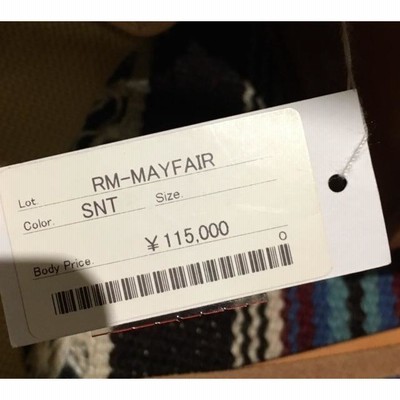 Lot. RM-MAYFAIR
Color. SNT Size.
Body Price. ¥115,000
0